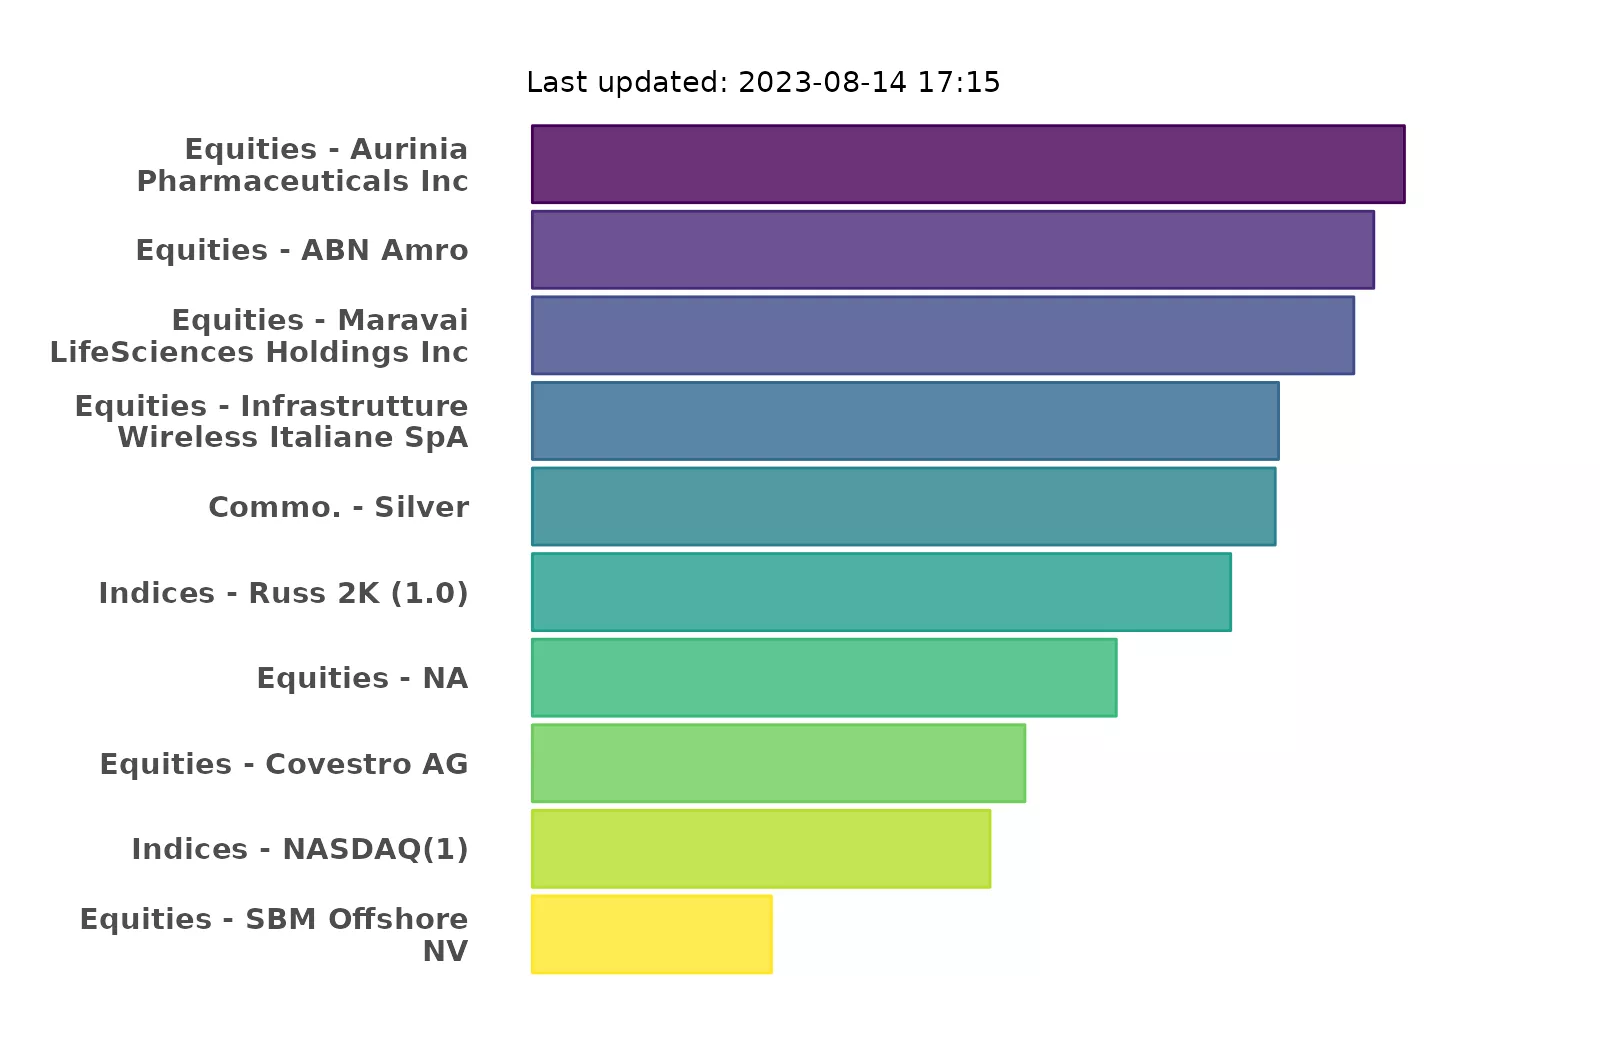 Last updated: 2023-08-14 17:15
Equities - Aurinia
Pharmaceuticals Inc
Equities - ABN Amro
Equities - Maravai
LifeSciences Holdings Inc
Equities - Infrastrutture
Wireless Italiane SpA
Commo. - Silver
Indices - Russ 2K (1.0)
Equities - NA
Equities - Covestro AG
Indices - NASDAQ(1)
Equities - SBM Offshore
NV